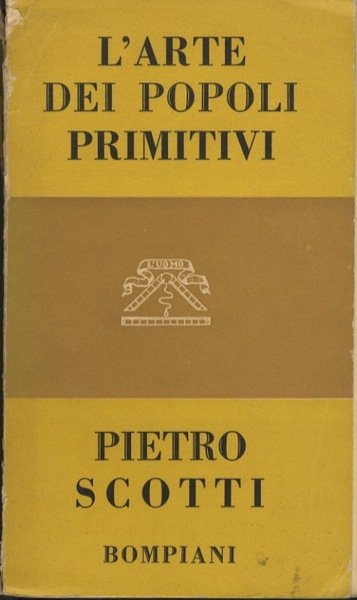 L'ARTE
DEI POPOLI
PRIMITIVI
L'UOMO
PIETRO
SCOTTI
BOMPIANI